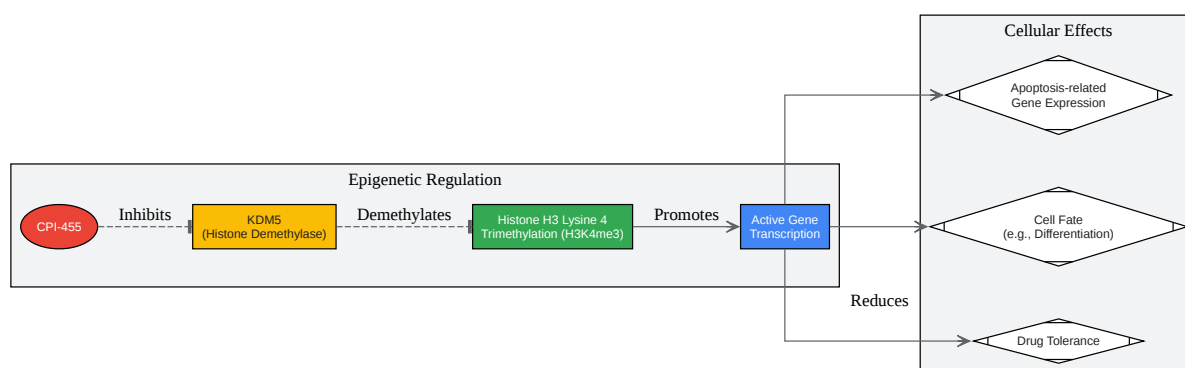 Cellular Effects
Apoptosis-related
Gene Expression
Epigenetic Regulation
CPI-455
Inhibits
KDM5
(Histone Demethylase)
Demethylates
Histone H3 Lysine 4
Trimethylation (H3K4me3)
Promotes
Active Gene
Transcription
Cell Fate
(e.g., Differentiation)
Reduces
Drug Tolerance